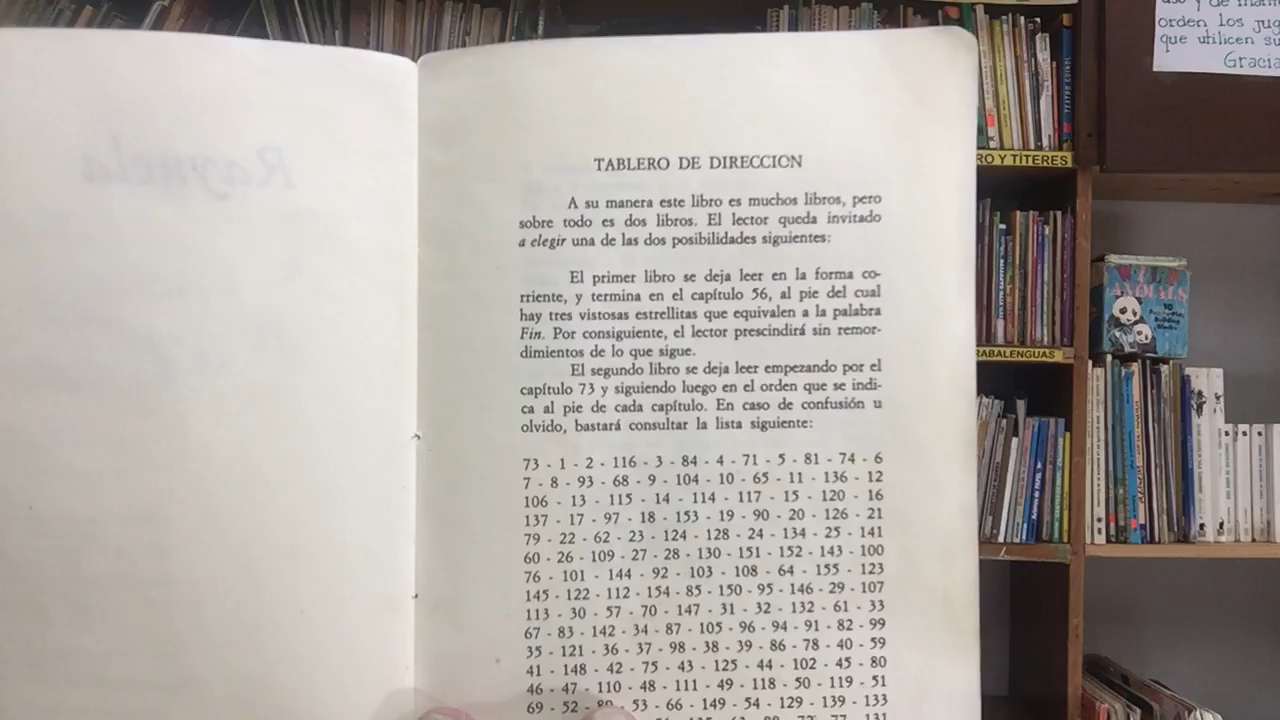 Rayuela
TABLERO DE DIRECCION
A su manera este libro es muchos libros, pero
sobre todo es dos libros. El lector queda invitado
a elegir una de las dos posibilidades siguientes:
El primer libro se deja leer en la forma co-
rriente, y termina en el capítulo 56, al pie del cual
hay tres vistosas estrellitas que equivalen a la palabra
Fin. Por consiguiente, el lector prescindirá sin remor-
dimientos de lo que sigue.
El segundo libro se deja leer empezando por el
capítulo 73 y siguiendo luego en el orden que se indi-
ca al pie de cada capítulo. En caso de confusión u
olvido, bastará consultar la lista siguiente:
73 - 1 - 2 - 116 - 3 - 84 - 4 - 71 - 5 - 81 - 74 - 6
7 - 8 - 93 - 68 - 9 - 104 - 10 - 65 - 11 - 136 - 12
106 - 13 - 115 - 14 - 114 - 117 - 15 - 120 - 16
137 - 17 - 97 - 18 - 153 - 19 - 90 - 20 - 126 - 21
79 - 22 - 62 - 23 - 124 - 128 - 24 - 134 - 25 - 141
60 - 26 - 109 - 27 - 28 - 130 - 151 - 152 - 143 - 100
76 - 101 - 144 - 92 - 103 - 108 - 64 - 155 - 123
145 - 122 - 112 - 154 - 85 - 150 - 95 - 146 - 29 - 107
113 - 30 - 57 - 70 - 147 - 31 - 32 - 132 - 61 - 33
67 - 83 - 142 - 34 - 87 - 105 - 96 - 94 - 91 - 82 - 99
35 - 121 - 36 - 37 - 98 - 38 - 39 - 86 - 78 - 40 - 59
41 - 148 - 42 - 75 - 43 - 125 - 44 - 102 - 45 - 80
46 - 47 - 110 - 48 - 111 - 49 - 118 - 50 - 119 - 51
69 - 52 - 89 - 53 - 66 - 149 - 54 - 129 - 139 - 133
orden los jug
que utilicen su
Gracia
RO Y TÍTERES
RABALENGUAS
ANIMALS
10